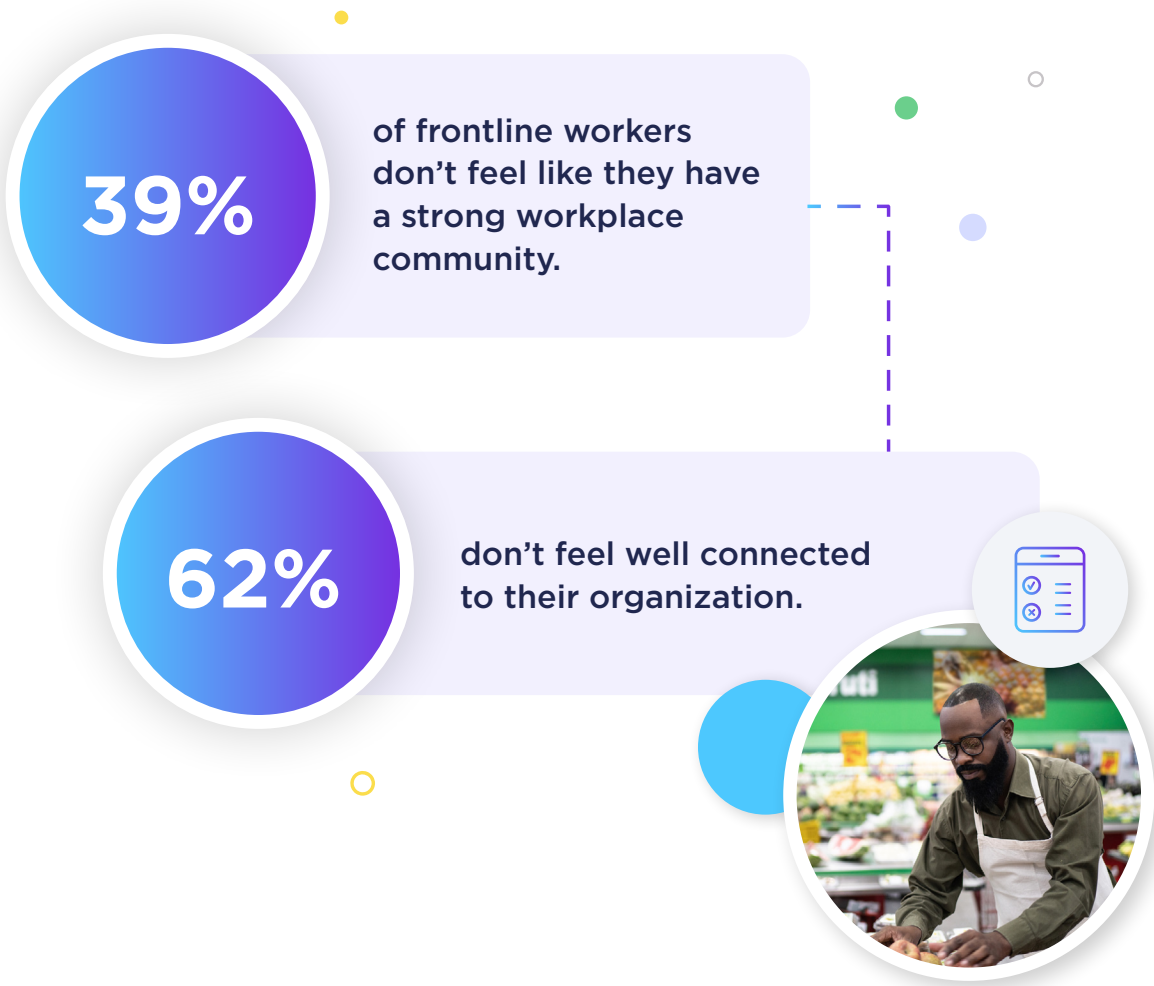 39%
of frontline workers
don’t feel like they have
a strong workplace
community.
62%
don’t feel well connected
to their organization.